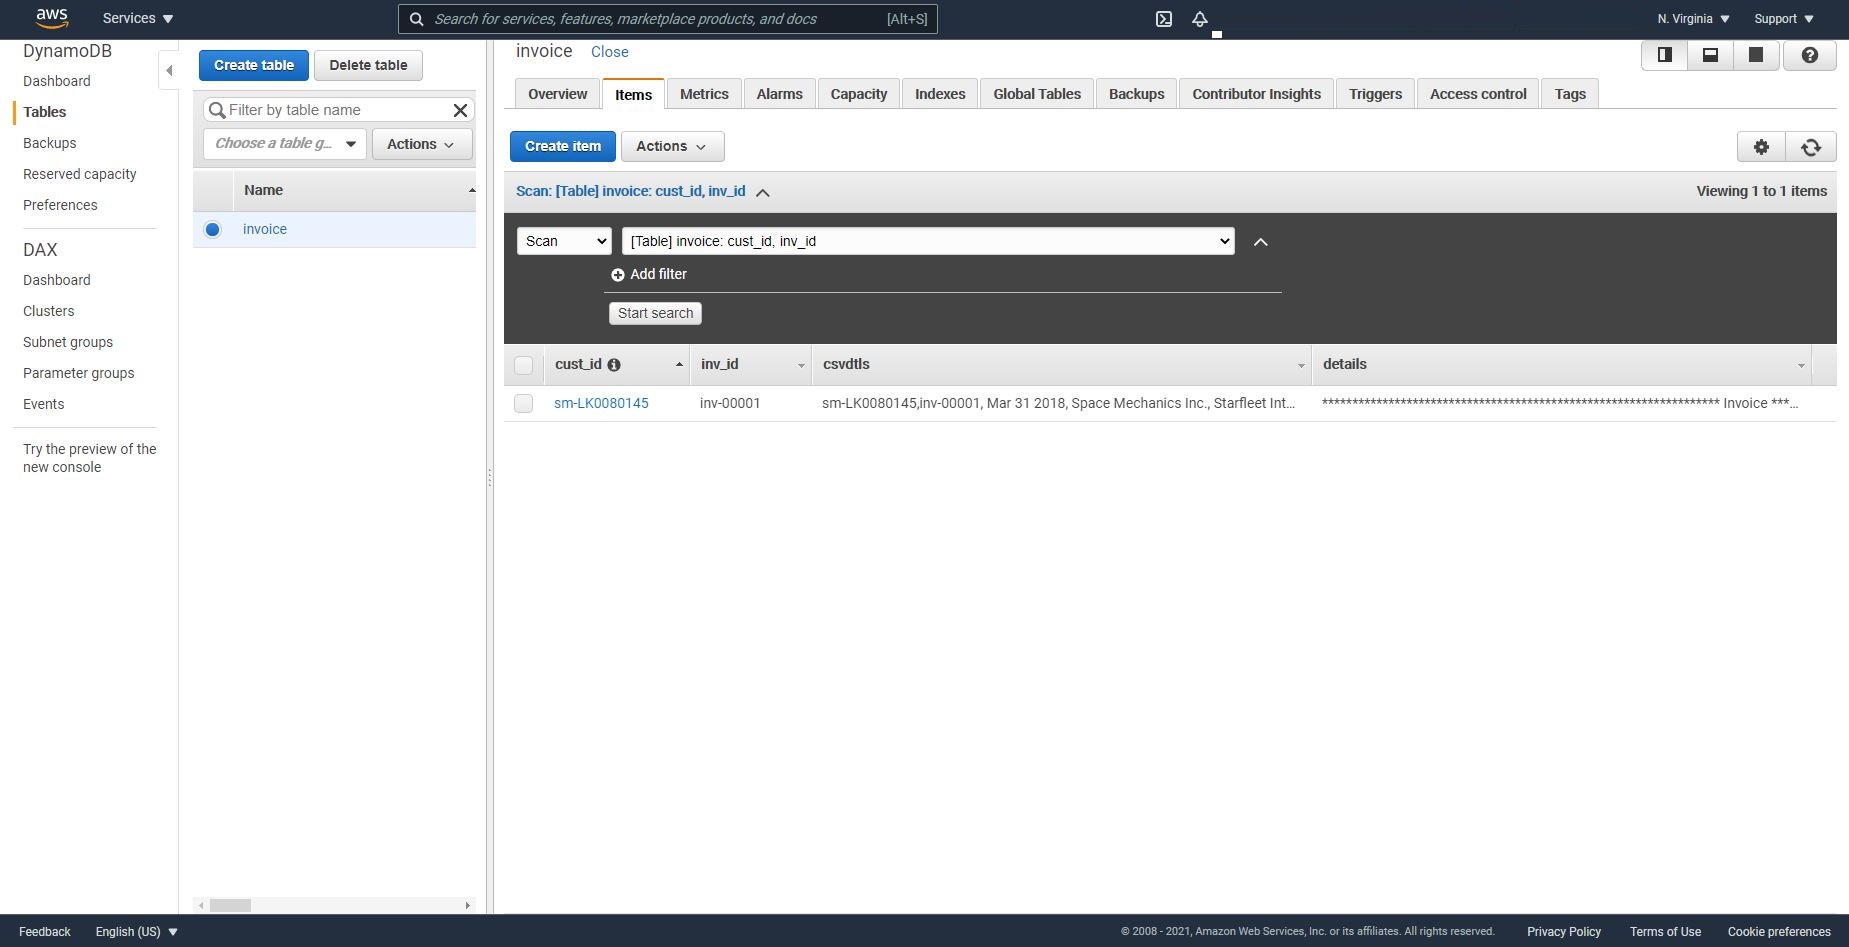 aws
Services
Search for services, features, marketplace products, and docs
[Alt+S]
N. Virginia
Support
DynamoDB
Dashboard
Tables
Backups
Reserved capacity
Preferences
DAX
Dashboard
Clusters
Subnet groups
Parameter groups
Events
Try the preview of the
new console
Create table
Delete table
Filter by table name
Choose a table g...
Actions
Name
invoice
invoice
Close
Overview
Items
Metrics
Alarms
Capacity
Indexes
Global Tables
Backups
Contributor Insights
Triggers
Access control
Tags
Create item
Actions
Scan: [Table] invoice: cust_id, inv_id
Viewing 1 to 1 items
Scan
[Table] invoice: cust_id, inv_id
Add filter
Start search
cust_id
inv_id
csvdtls
details
sm-LK0080145
inv-00001
sm-LK0080145,inv-00001, Mar 31 2018, Space Mechanics Inc., Starfleet Int...
****************************************************************** Invoice ***...
Feedback
English (US)
© 2008 - 2021, Amazon Web Services, Inc. or its affiliates. All rights reserved.
Privacy Policy
Terms of Use
Cookie preferences